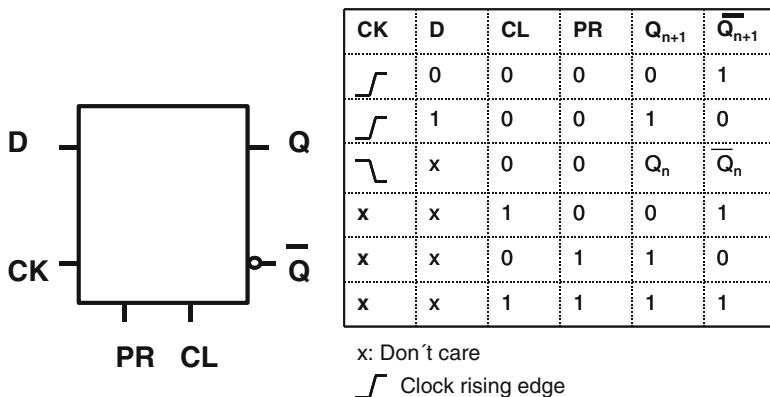 D
Q
CK
Q̅
PR CL
CK D CL PR Qₙ₊₁ Q̅ₙ₊₁
0 0 0 0 1
1 0 0 1 0
x 0 0 Qₙ Q̅ₙ
x x 1 0 0 1
x x 0 1 1 0
x x 1 1 1 1
x: Don´t care
Clock rising edge